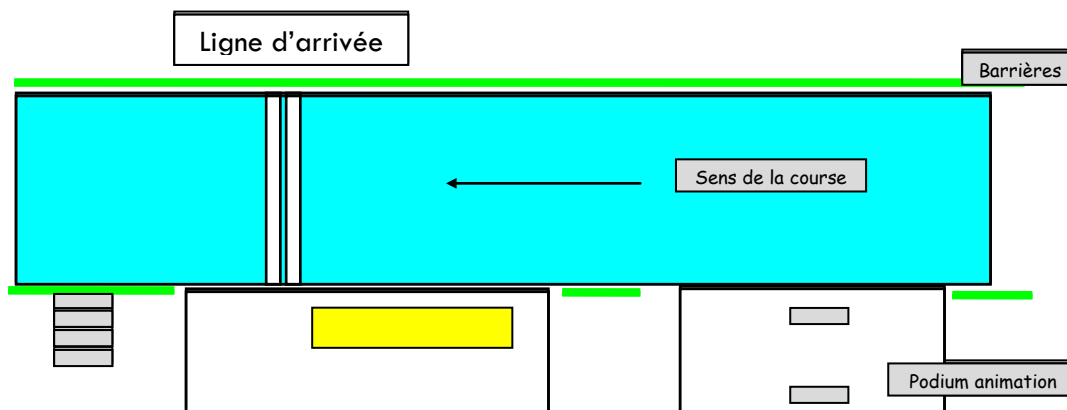 Ligne d’arrivée
Barrières
Sens de la course
Podium animation